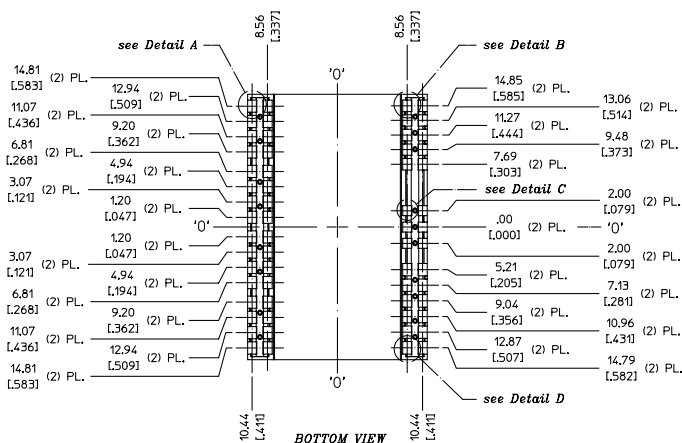 8.56
[.337]
8.56
[.337]
see Detail A
'O'
see Detail B
14.81
[.583] (2) PL.
12.94
[.509] (2) PL.
11.07
[.436] (2) PL.
9.20
[.362] (2) PL.
6.81
[.268] (2) PL.
4.94
[.194] (2) PL.
3.07
[.121] (2) PL.
1.20
[.047] (2) PL.
'O'
1.20
[.047] (2) PL.
3.07
[.121] (2) PL.
4.94
[.194] (2) PL.
6.81
[.268] (2) PL.
9.20
[.362] (2) PL.
11.07
[.436] (2) PL.
12.94
[.509] (2) PL.
14.81
[.583] (2) PL.
14.85
[.585] (2) PL.
13.06
[.514] (2) PL.
11.27
[.444] (2) PL.
9.48
[.373] (2) PL.
7.69
[.303] (2) PL.
see Detail C
2.00
[.079] (2) PL.
.00
[.000] (2) PL.
'O'
2.00
[.079] (2) PL.
5.21
[.205] (2) PL.
7.13
[.281] (2) PL.
9.04
[.356] (2) PL.
10.96
[.431] (2) PL.
12.87
[.507] (2) PL.
14.79
[.582] (2) PL.
'O'
see Detail D
10.44
[.411]
10.44
[.411]
BOTTOM VIEW